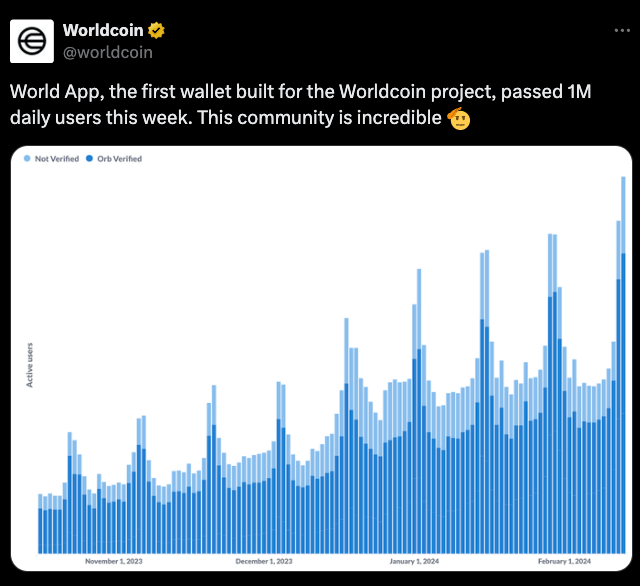 Worldcoin
@worldcoin
World App, the first wallet built for the Worldcoin project, passed 1M
daily users this week. This community is incredible 🫡
Not Verified Orb Verified
Active users
November 1, 2023 December 1, 2023 January 1, 2024 February 1, 2024